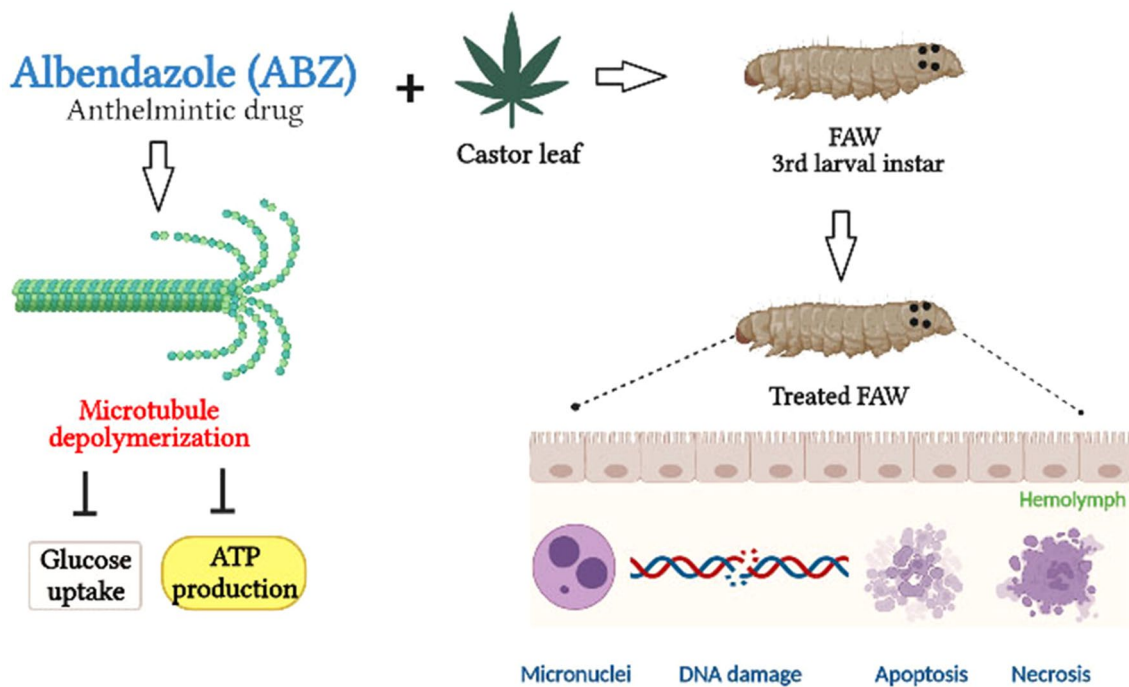 Albendazole (ABZ)
Anthelmintic drug
+
Castor leaf
FAW
3rd larval instar
Treated FAW
Microtubule
depolymerization
Glucose
uptake
ATP
production
Hemolymph
Micronuclei
DNA damage
Apoptosis
Necrosis